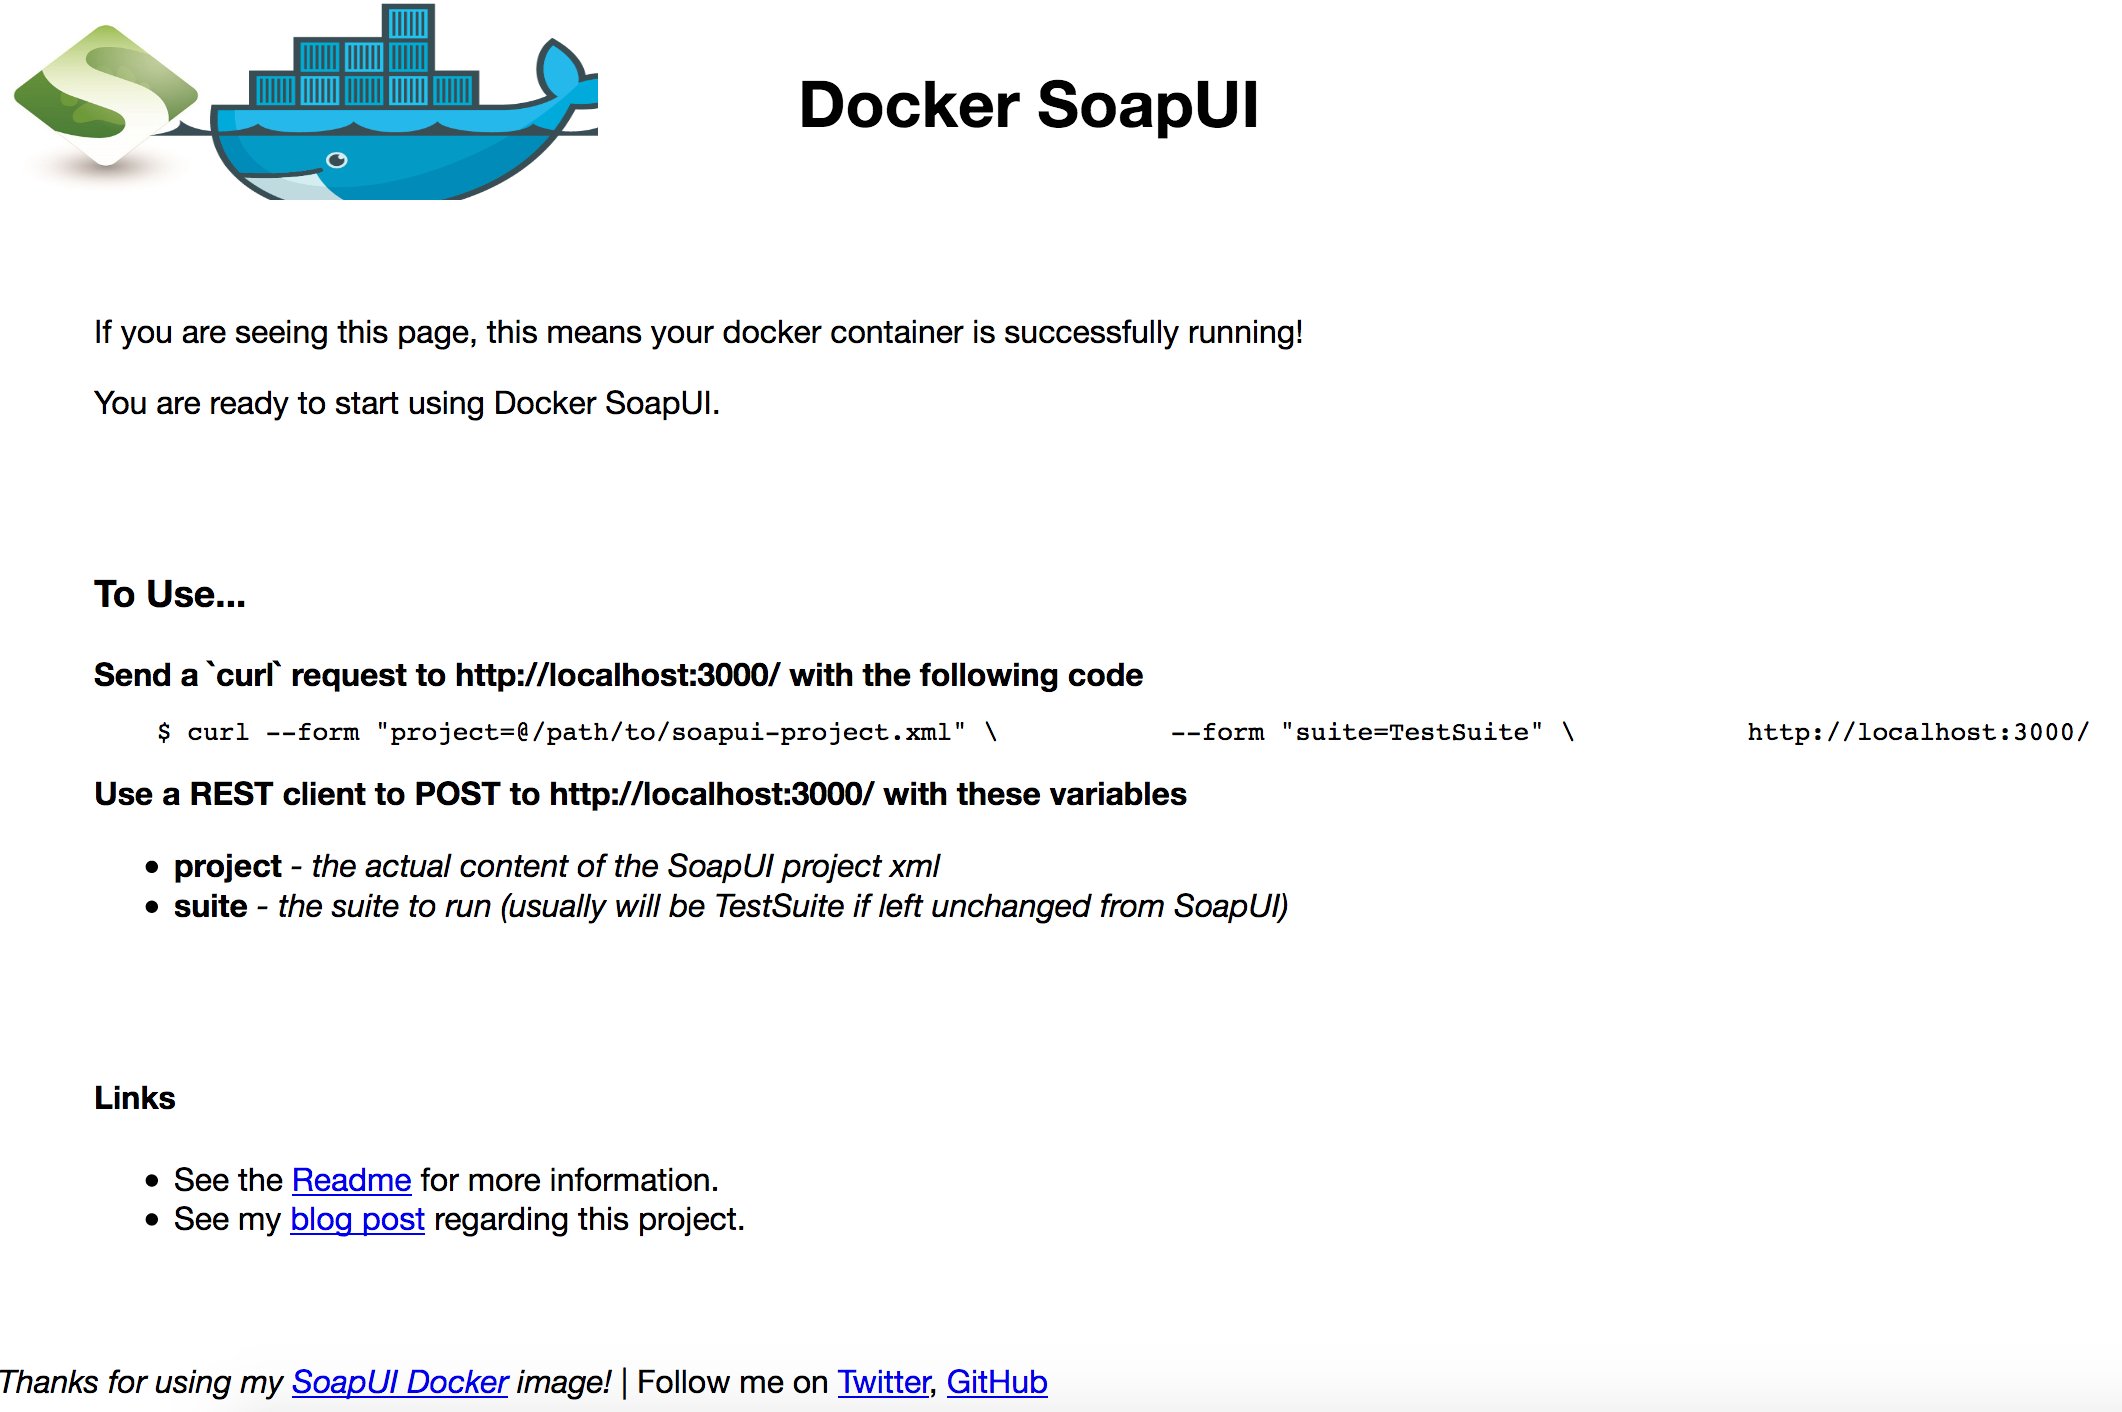 Docker SoapUI
If you are seeing this page, this means your docker container is successfully running!
You are ready to start using Docker SoapUI.
To Use...
Send a `curl` request to http://localhost:3000/ with the following code
$ curl --form "project=@/path/to/soapui-project.xml" \ --form "suite=TestSuite" \ http://localhost:3000/
Use a REST client to POST to http://localhost:3000/ with these variables
• project - the actual content of the SoapUI project xml
• suite - the suite to run (usually will be TestSuite if left unchanged from SoapUI)
Links
• See the Readme for more information.
• See my blog post regarding this project.
Thanks for using my SoapUI Docker image! | Follow me on Twitter, GitHub